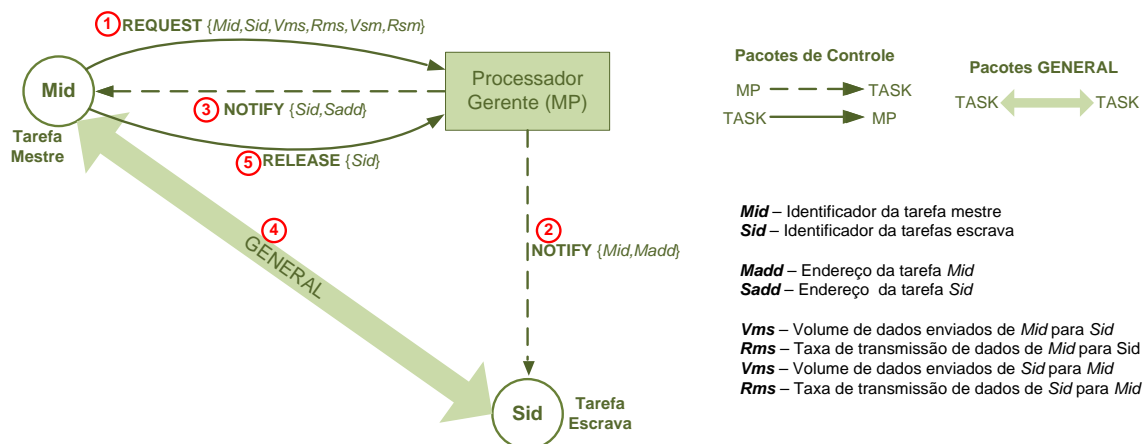 1 REQUEST {Mid,Sid,Vms,Rms,Vsm,Rsm}
Mid
Tarefa
Mestre
Processador
Gerente (MP)
3 NOTIFY {Sid,Sadd}
5 RELEASE {Sid}
4
GENERAL
2
NOTIFY {Mid,Madd}
Sid
Tarefa
Escrava
Pacotes de Controle
MP TASK
TASK MP
Pacotes GENERAL
TASK TASK
Mid – Identificador da tarefa mestre
Sid – Identificador da tarefas escrava
Madd – Endereço da tarefa Mid
Sadd – Endereço da tarefa Sid
Vms – Volume de dados enviados de Mid para Sid
Rms – Taxa de transmissão de dados de Mid para Sid
Vms – Volume de dados enviados de Sid para Mid
Rms – Taxa de transmissão de dados de Sid para Mid